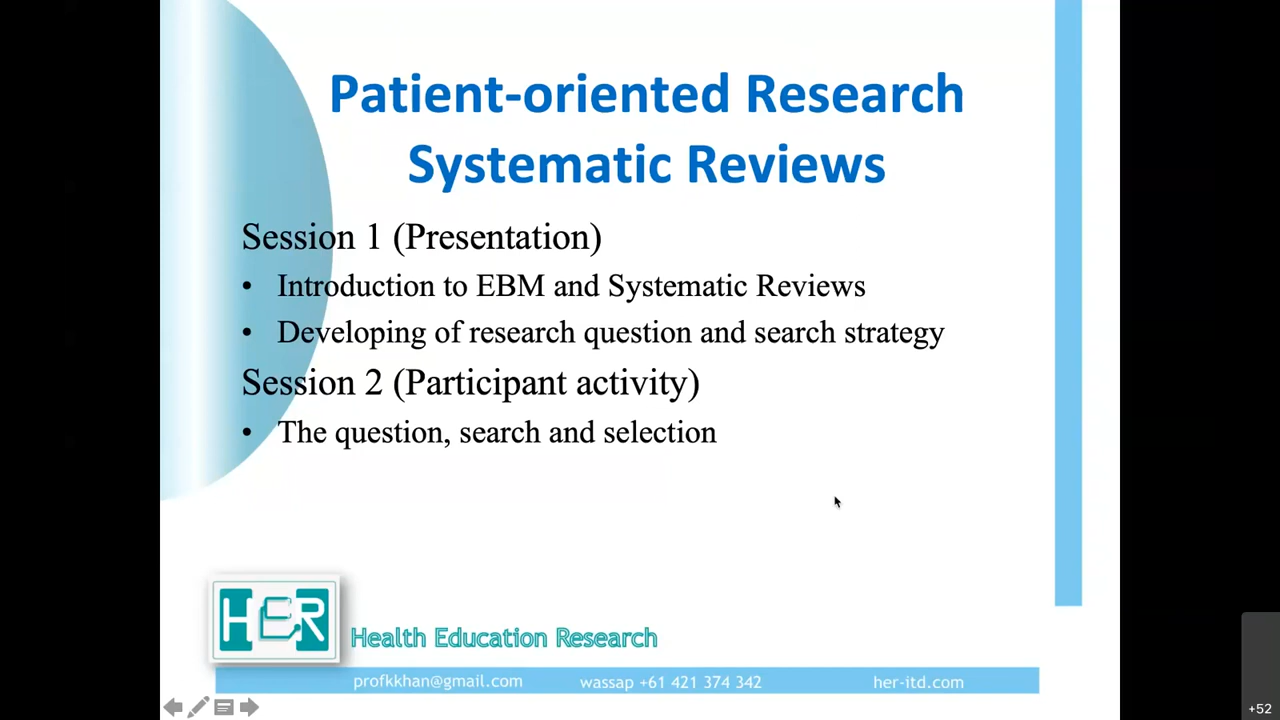 Patient-oriented Research
Systematic Reviews
Session 1 (Presentation)
• Introduction to EBM and Systematic Reviews
• Developing of research question and search strategy
Session 2 (Participant activity)
• The question, search and selection
HER
Health Education Research
profkkhan@gmail.com wassap +61 421 374 342 her-itd.com
+52